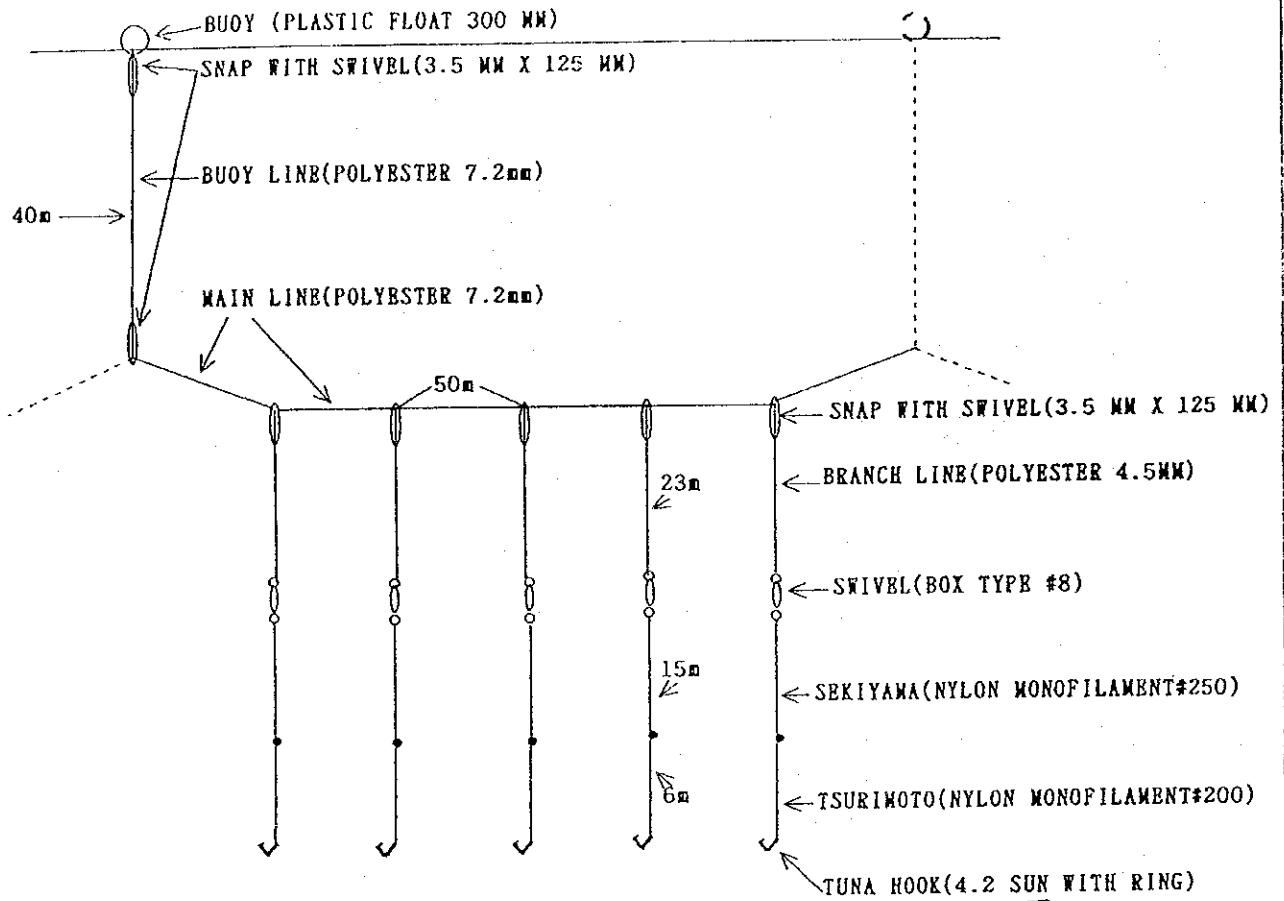 BUOY (PLASTIC FLOAT 300 MM)
SNAP WITH SWIVEL(3.5 MM X 125 MM)
BUOY LINE(POLYESTER 7.2mm)
40m
MAIN LINE(POLYESTER 7.2mm)
50m
SNAP WITH SWIVEL(3.5 MM X 125 MM)
23m
BRANCH LINE(POLYESTER 4.5MM)
SWIVEL(BOX TYPE #8)
15m
SEKIYAMA(NYLON MONOFILAMENT#250)
6m
TSURIMOTO(NYLON MONOFILAMENT#200)
TUNA HOOK(4.2 SUN WITH RING)